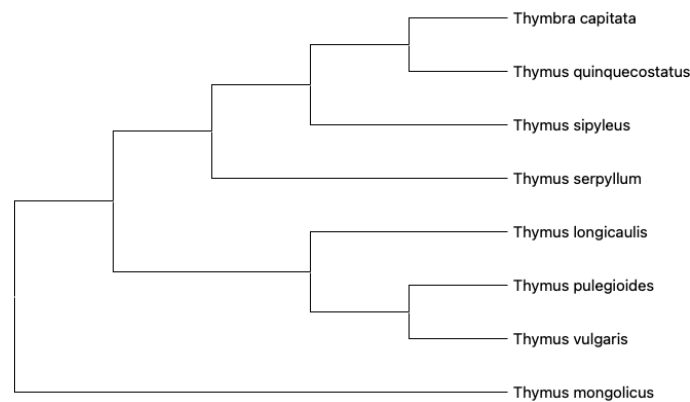 Thymbra capitata
Thymus quinquecostatus
Thymus sipyleus
Thymus serpyllum
Thymus longicaulis
Thymus pulegioides
Thymus vulgaris
Thymus mongolicus